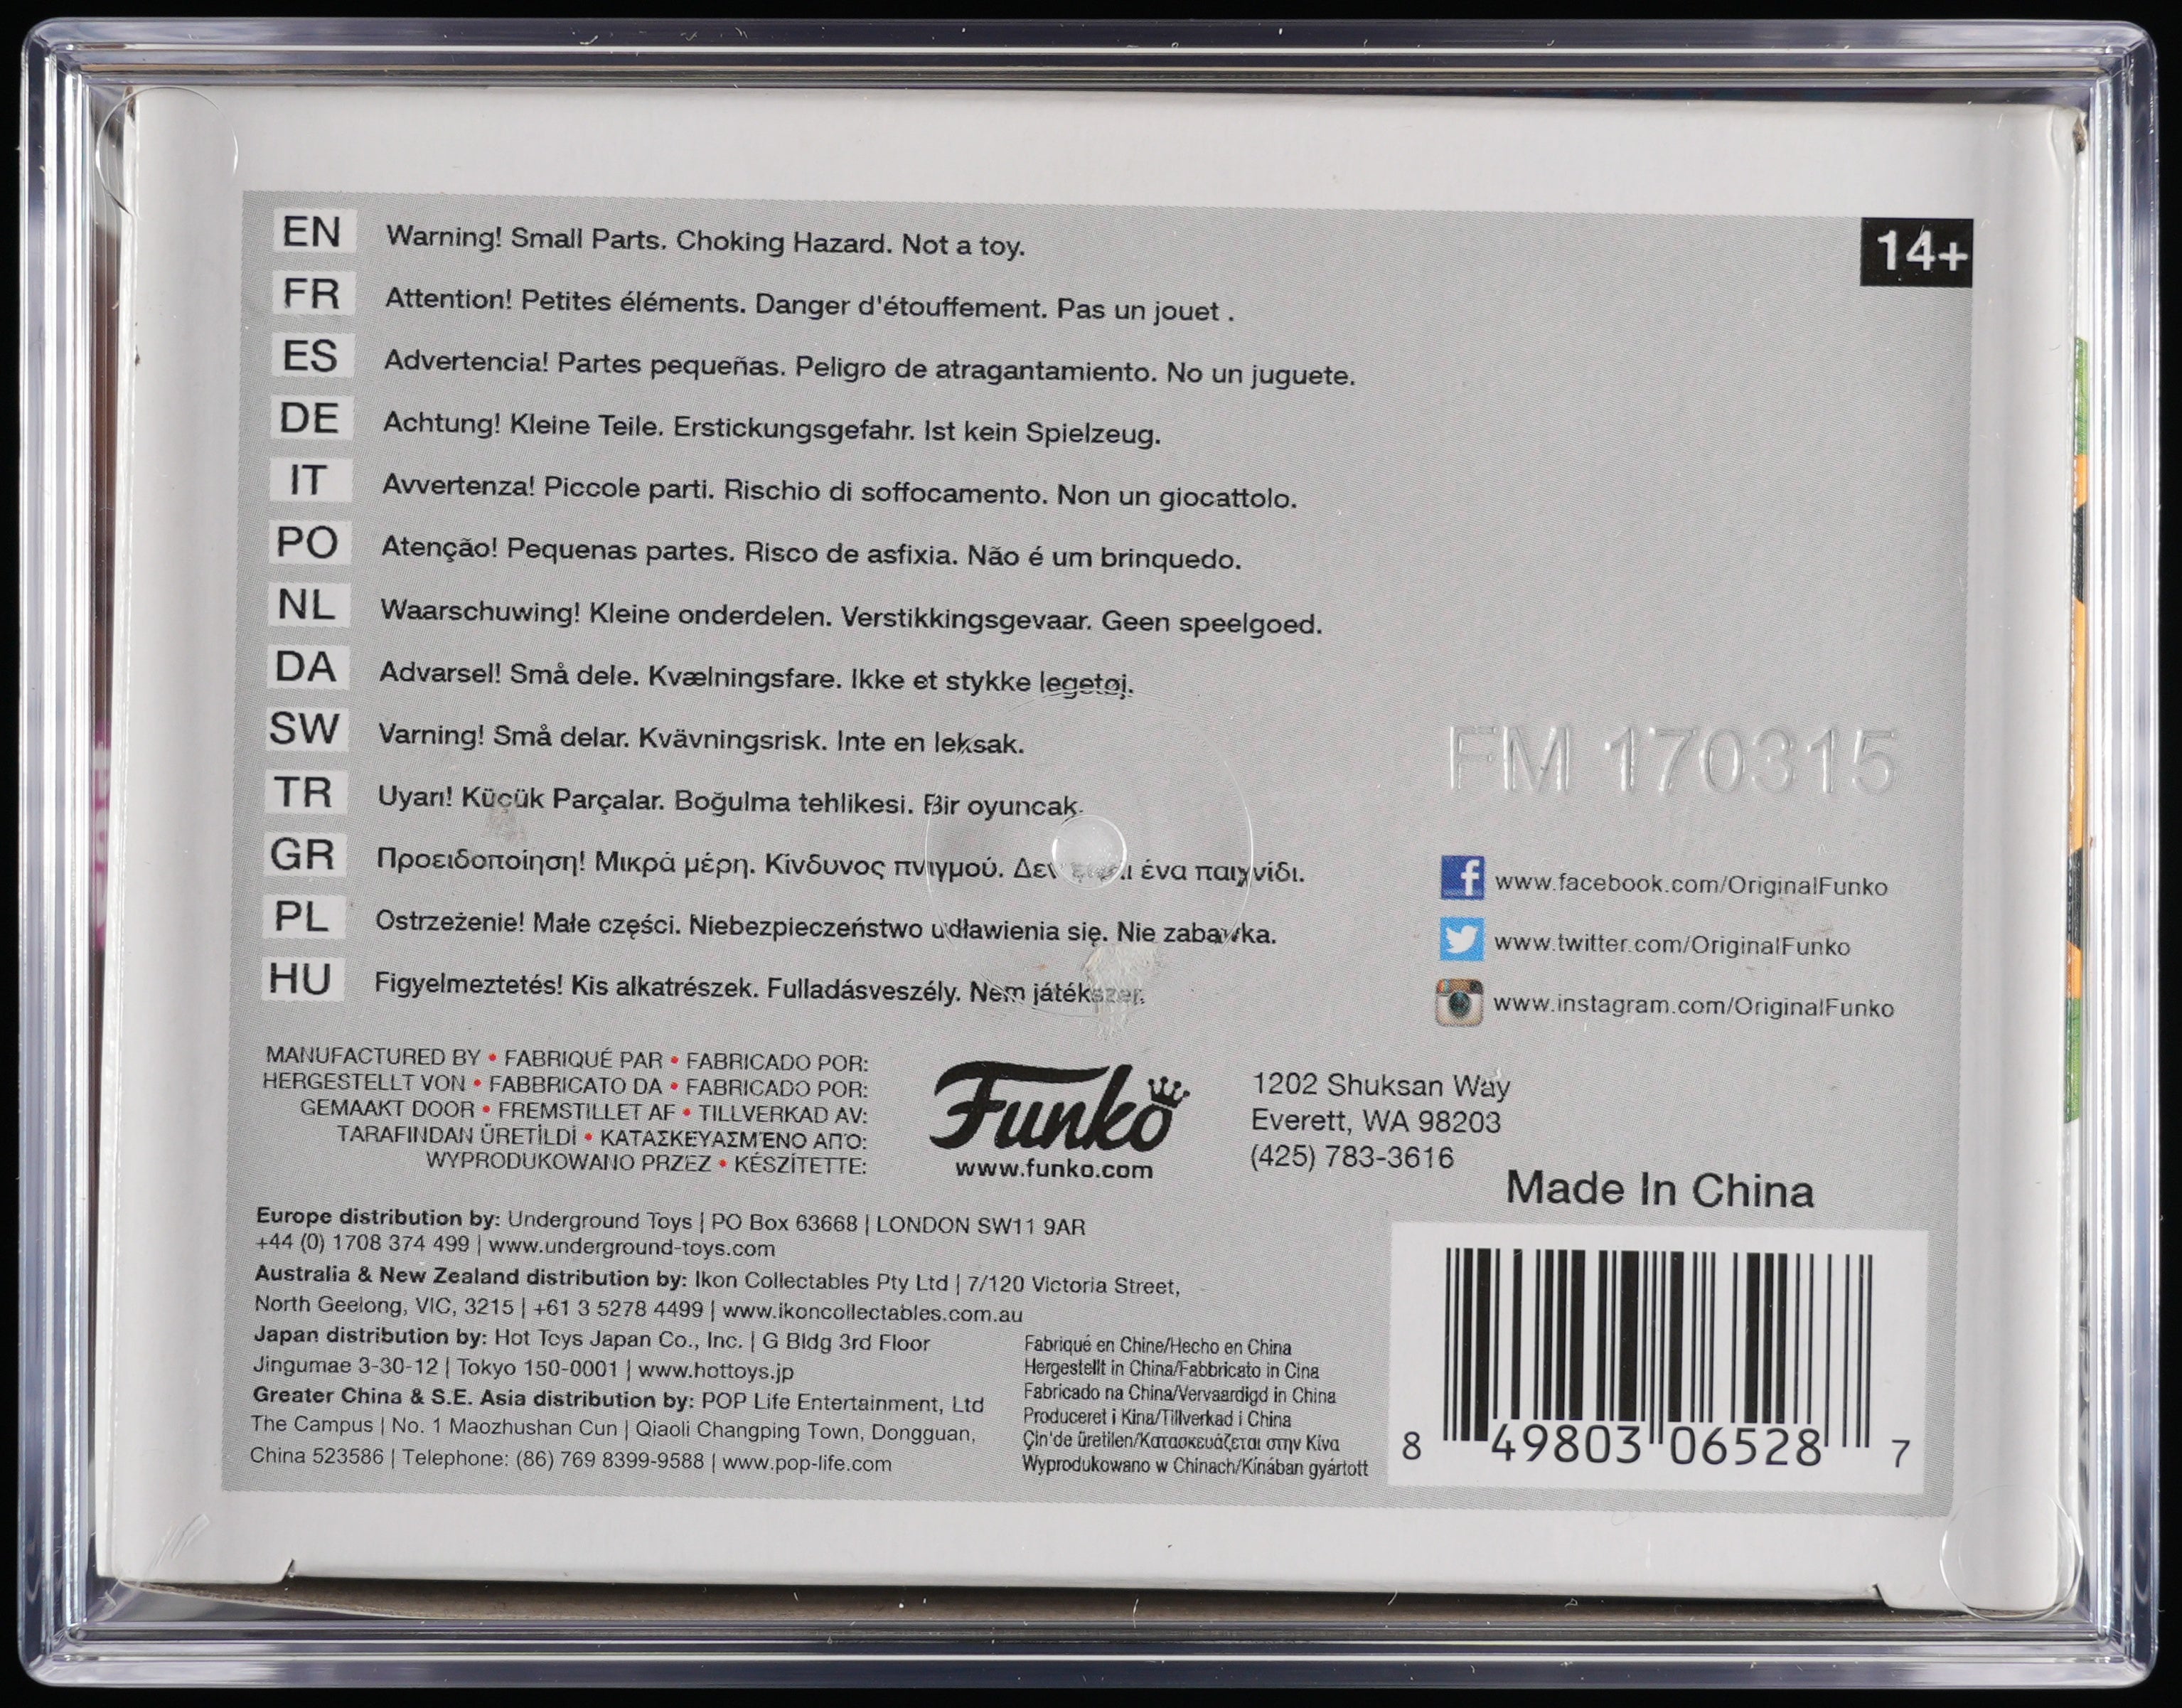 EN Warning! Small Parts. Choking Hazard. Not a toy.
14+
FR Attention! Petites éléments. Danger d'étouffement. Pas un jouet .
ES Advertencia! Partes pequeñas. Peligro de atragantamiento. No un juguete.
DE Achtung! Kleine Teile. Erstickungsgefahr. Ist kein Spielzeug.
IT Avvertenza! Piccole parti. Rischio di soffocamento. Non un giocattolo.
PO Atenção! Pequenas partes. Risco de asfixia. Não é um brinquedo.
NL Waarschuwing! Kleine onderdelen. Verstikkingsgevaar. Geen speelgoed.
DA Advarsel! Små dele. Kvælningsfare. Ikke et stykke legetøj.
SW Varning! Små delar. Kvävningsrisk. Inte en leksak.
TR Uyarı! Küçük Parçalar. Boğulma tehlikesi. Bir oyuncak.
GR Προειδοποίηση! Μικρά μέρη. Κίνδυνος πνιγμού. Δεν ένα παιχνίδι.
PL Ostrzeżenie! Małe części. Niebezpieczeństwo udławienia się. Nie zabawka.
HU Figyelmeztetés! Kis alkatrészek. Fulladásveszély. Nem játékszer.
FM 170315
www.facebook.com/OriginalFunko
www.twitter.com/OriginalFunko
www.instagram.com/OriginalFunko
MANUFACTURED BY • FABRIQUÉ PAR • FABRICADO POR:
HERGESTELLT VON • FABBRICATO DA • FABRICADO POR:
GEMAAKT DOOR • FREMSTILLET AF • TILLVERKAD AV:
TARAFINDAN ÜRETİLDİ • ΚΑΤΑΣΚΕΥΑΣΜΈΝΟ ΑΠΌ:
WYPRODUKOWANO PRZEZ • KÉSZÍTETTE:
Funko
www.funko.com
1202 Shuksan Way
Everett, WA 98203
(425) 783-3616
Made In China
Europe distribution by: Underground Toys | PO Box 63668 | LONDON SW11 9AR
+44 (0) 1708 374 499 | www.underground-toys.com
Australia & New Zealand distribution by: Ikon Collectables Pty Ltd | 7/120 Victoria Street,
North Geelong, VIC, 3215 | +61 3 5278 4499 | www.ikoncollectables.com.au
Japan distribution by: Hot Toys Japan Co., Inc. | G Bldg 3rd Floor
Jingumae 3-30-12 | Tokyo 150-0001 | www.hottoys.jp
Greater China & S.E. Asia distribution by: POP Life Entertainment, Ltd
The Campus | No. 1 Maozhushan Cun | Qiaoli Changping Town, Dongguan,
China 523586 | Telephone: (86) 769 8399-9588 | www.pop-life.com
Fabriqué en Chine/Hecho en China
Hergestellt in China/Fabbricato in Cina
Fabricado na China/Vervaardigd in China
Produceret i Kina/Tillverkad i China
Çin'de üretilen/Κατασκευάζεται στην Κίνα
Wyprodukowano w Chinach/Kínában gyártott
8 49803 06528 7